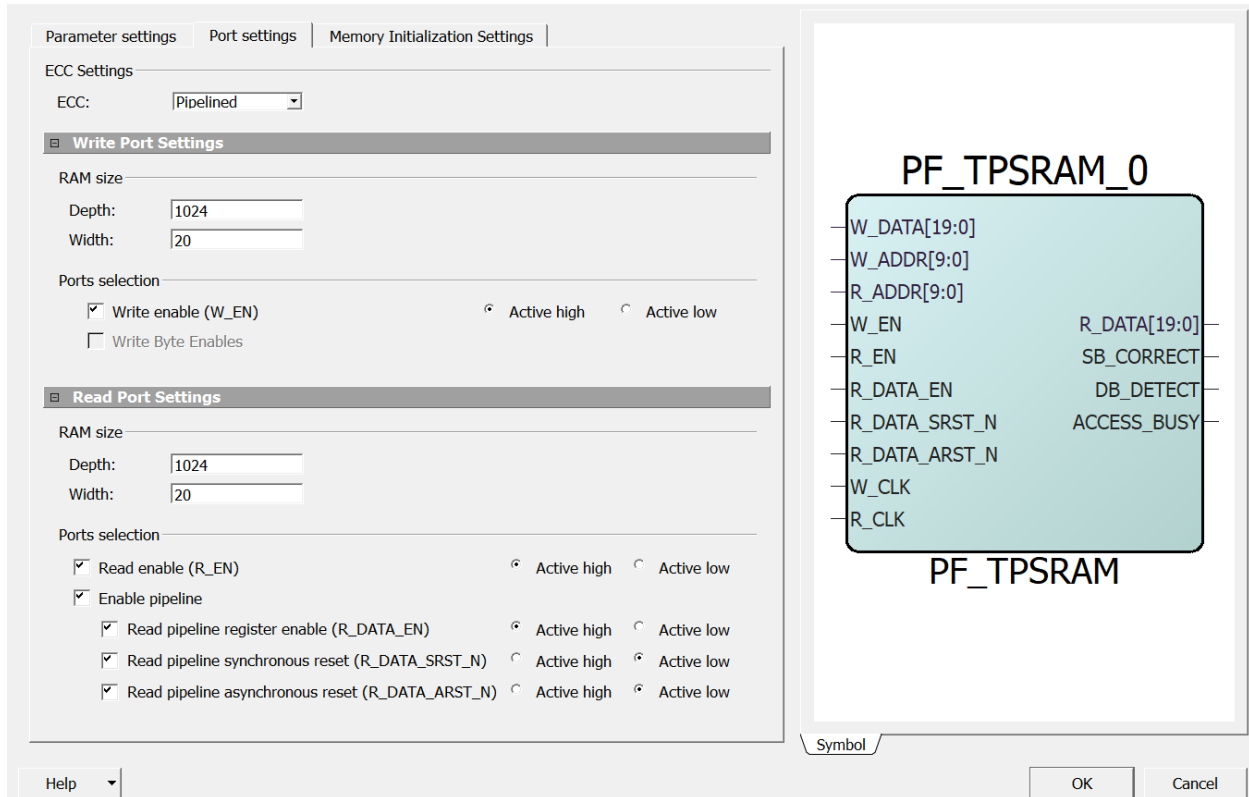 Parameter settings Port settings Memory Initialization Settings
ECC Settings
ECC: Pipelined
Write Port Settings
RAM size
Depth: 1024
Width: 20
Ports selection
Write enable (W_EN) Active high Active low
Write Byte Enables
Read Port Settings
RAM size
Depth: 1024
Width: 20
Ports selection
Read enable (R_EN) Active high Active low
Enable pipeline
Read pipeline register enable (R_DATA_EN) Active high Active low
Read pipeline synchronous reset (R_DATA_SRST_N) Active high Active low
Read pipeline asynchronous reset (R_DATA_ARST_N) Active high Active low
PF_TPSRAM_0
W_DATA[19:0]
W_ADDR[9:0]
R_ADDR[9:0]
W_EN R_DATA[19:0]
R_EN SB_CORRECT
R_DATA_EN DB_DETECT
R_DATA_SRST_N ACCESS_BUSY
R_DATA_ARST_N
W_CLK
R_CLK
PF_TPSRAM
Symbol
Help OK Cancel